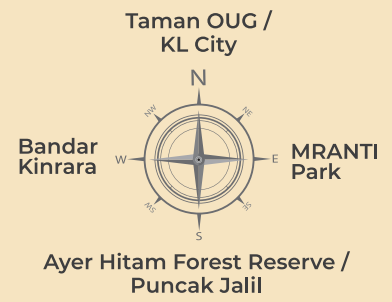 Taman OUG /
KL City
N
NW
NE
Bandar
Kinrara
W
E
MRANTI
Park
SW
SE
S
Ayer Hitam Forest Reserve /
Puncak Jalil